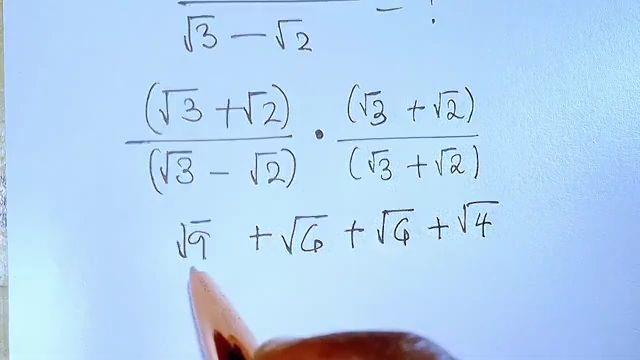 √3 − √2 = ?
(√3 + √2) / (√3 − √2) · (√3 + √2) / (√3 + √2)
√9 + √6 + √6 + √4